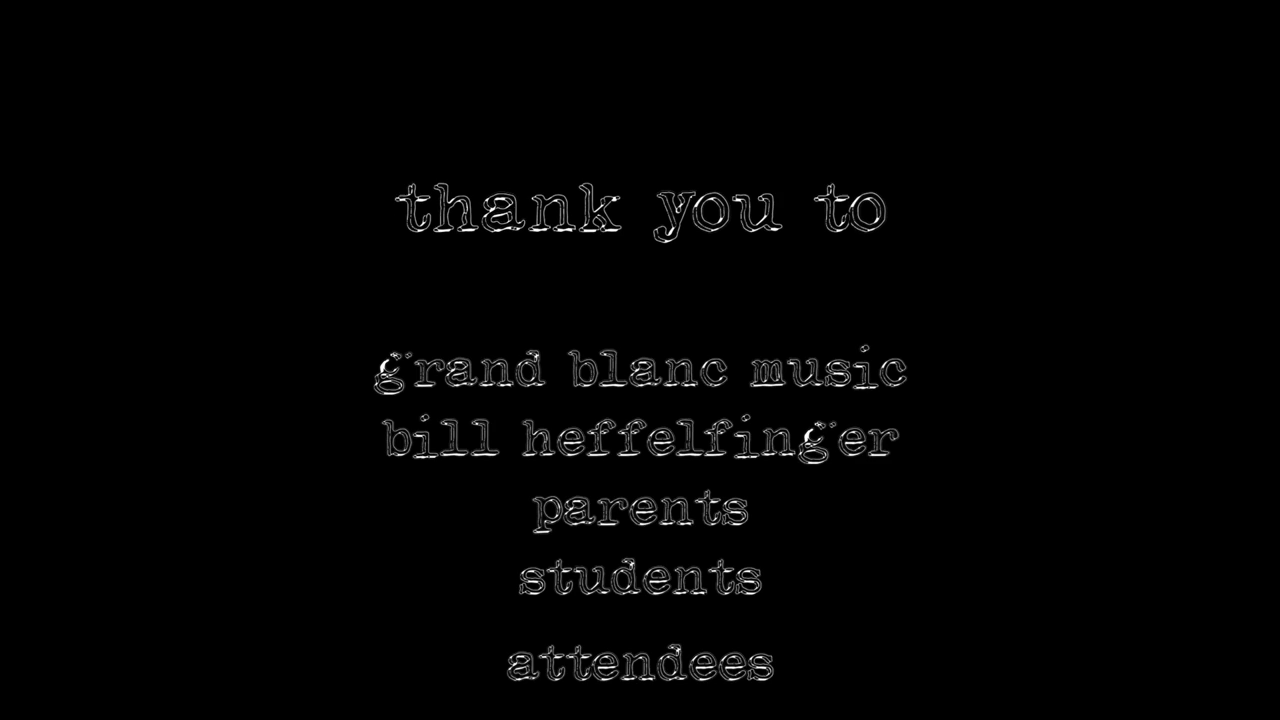 thank you to
grand blanc music
bill heffelfinger
parents
students
attendees